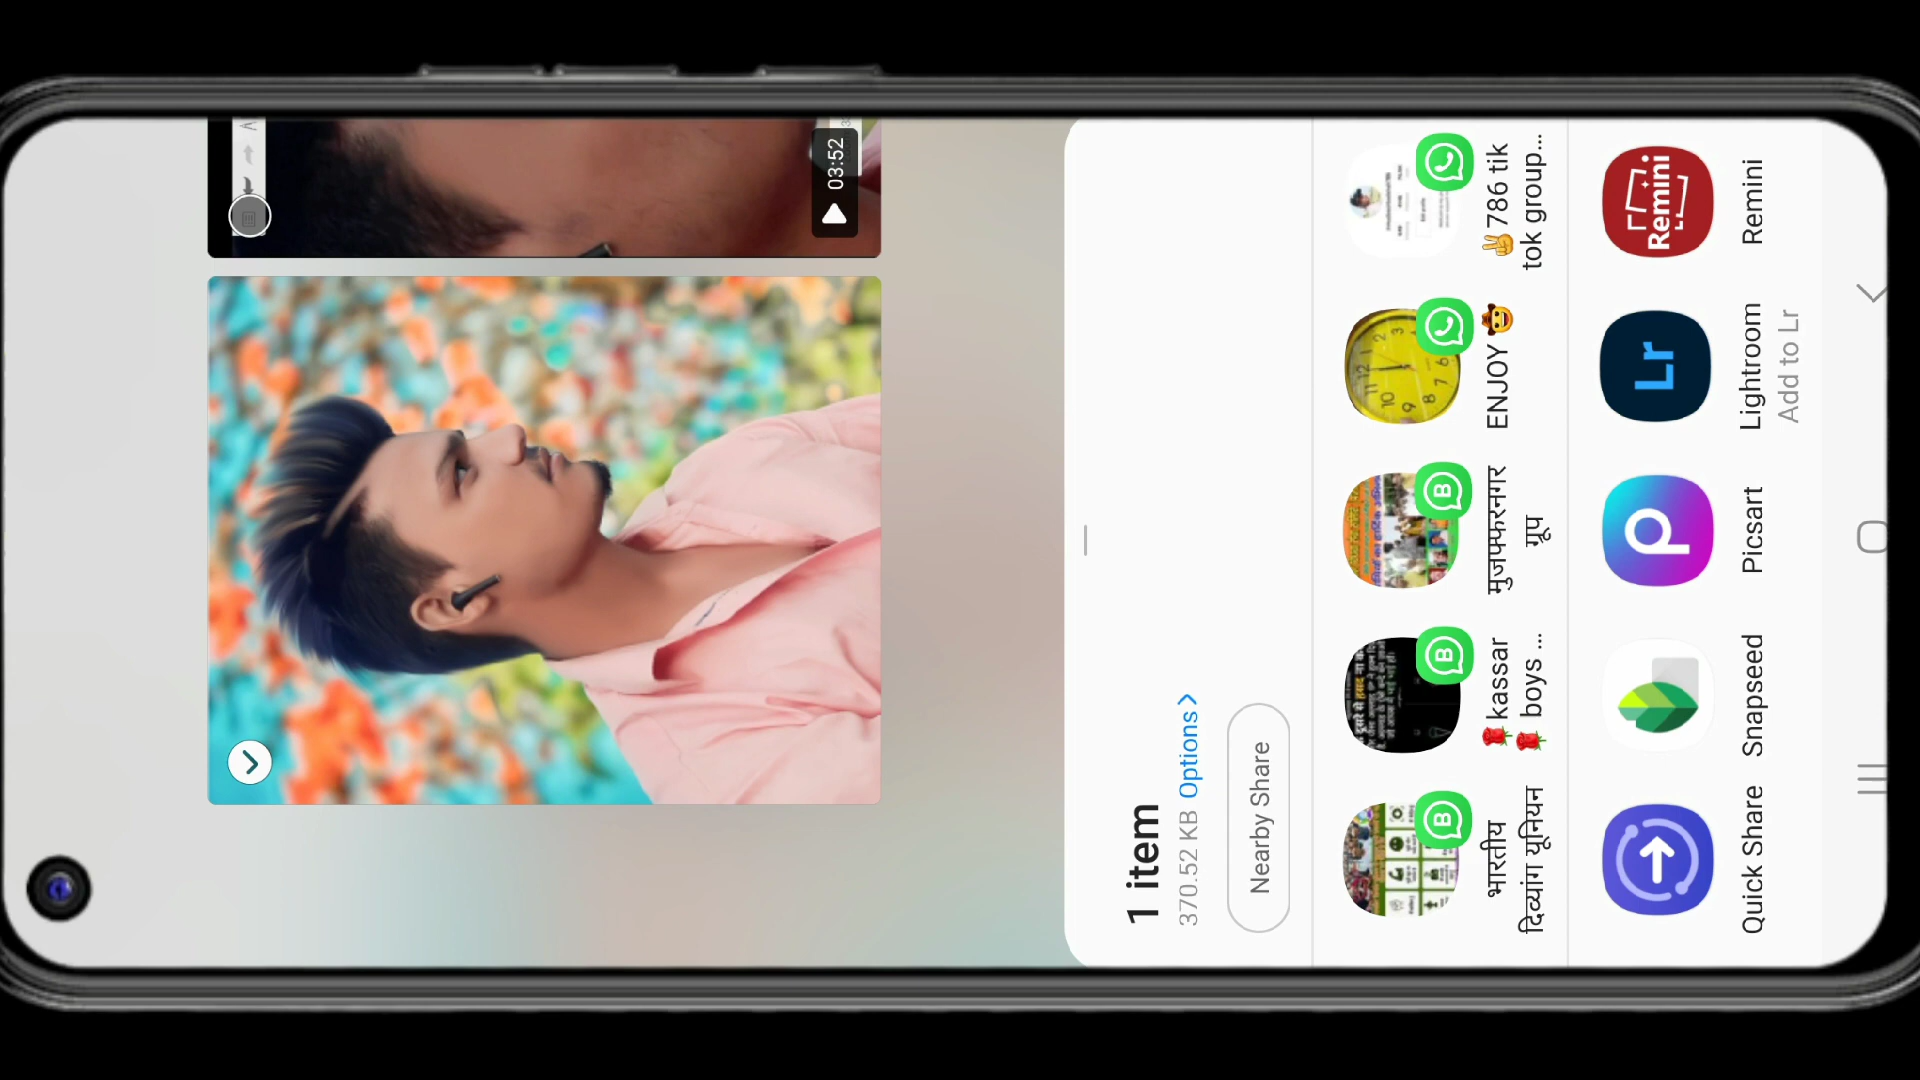 03:52
1 item
370.52 KB Options
Nearby Share
भारतीय
दिव्यांग यूनियन
🌹kassar
🌹 boys ...
मुजफ्फरनगर
ग्रूप
ENJOY 🤠
✌️786 tik
tok group...
Quick Share
Snapseed
Picsart
Lr
Lightroom
Add to Lr
Remini
Remini